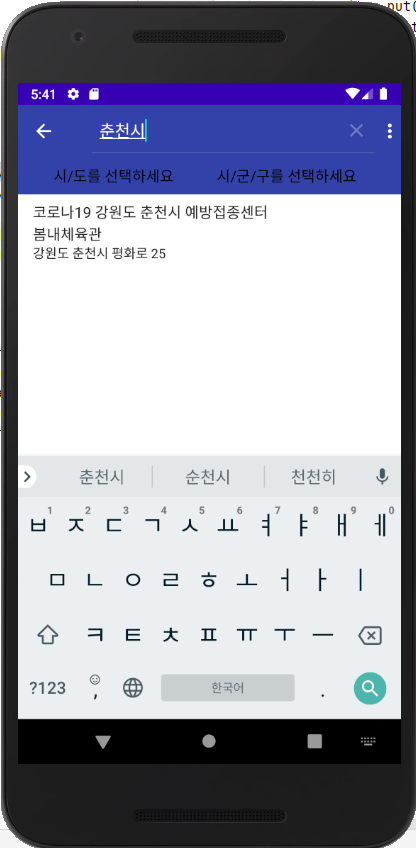 put(
5:41
춘천시
시/도를 선택하세요 시/군/구를 선택하세요
코로나19 강원도 춘천시 예방접종센터
봄내체육관
강원도 춘천시 평화로 25
춘천시 순천시 천천히
1 2 3 4 5 6 7 8 9 0
ㅂ ㅈ ㄷ ㄱ ㅅ ㅛ ㅕ ㅑ ㅐ ㅔ
ㅁ ㄴ ㅇ ㄹ ㅎ ㅗ ㅓ ㅏ ㅣ
ㅋ ㅌ ㅊ ㅍ ㅠ ㅜ ㅡ
?123 , 한국어 .